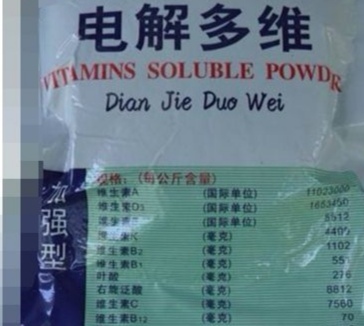 电解多维
VITAMINS SOLUBLE POWDR
Dian Jie Duo Wei
加强型
规格：(每公斤含量)
维生素A (国际单位) 11023000
维生素D₃ (国际单位) 1653450
维生素E (国际单位) 5512
维生素K (毫克) 4409
维生素B₂ (毫克) 1102
维生素B₁ (毫克) 551
叶酸 (毫克) 276
右旋泛酸 (毫克) 8812
维生素C (毫克) 7560
维生素B₁₂ (毫克) 70